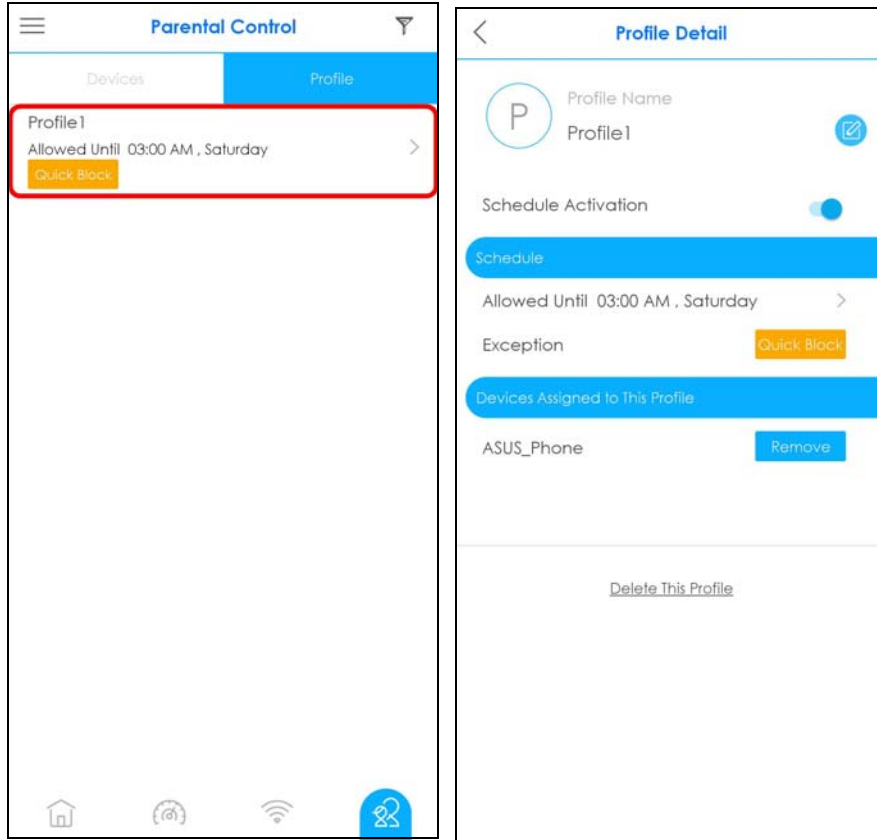 Parental Control
Devices
Profile
Profile1
Allowed Until 03:00 AM , Saturday
Quick Block
Profile Detail
P
Profile Name
Profile1
Schedule Activation
Schedule
Allowed Until 03:00 AM , Saturday
Exception
Quick Block
Devices Assigned to This Profile
ASUS_Phone
Remove
Delete This Profile